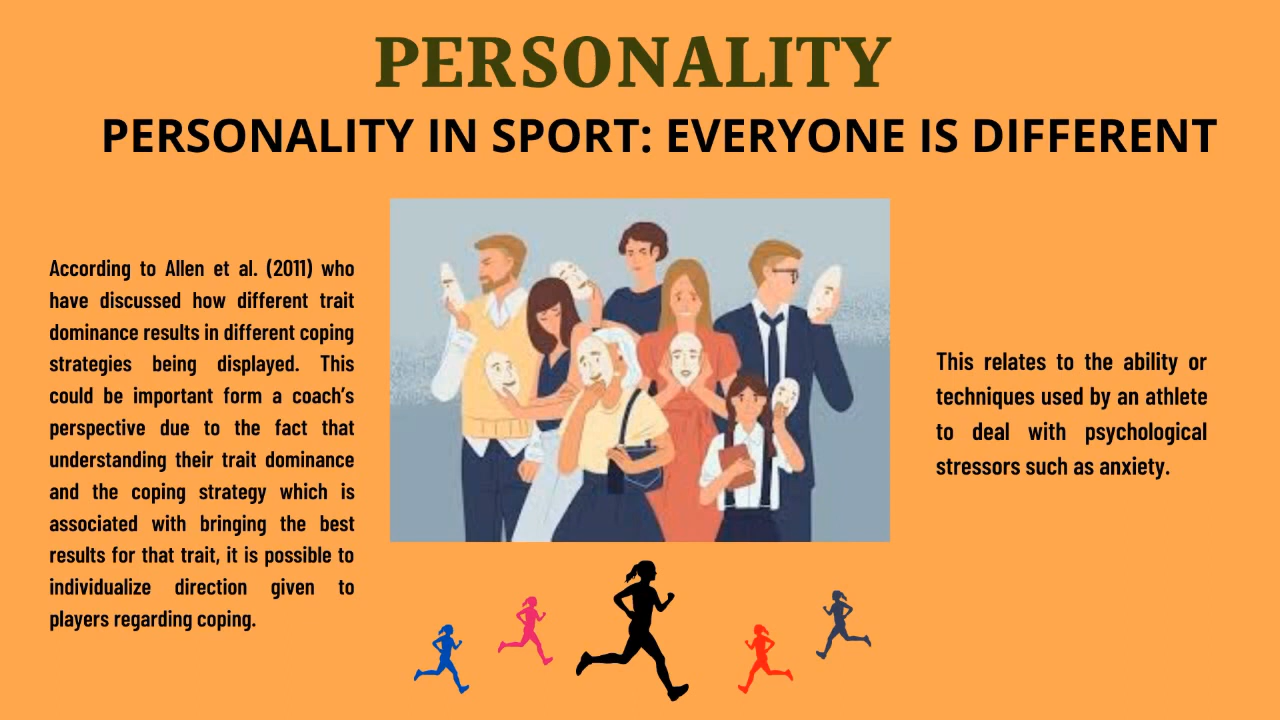 PERSONALITY
PERSONALITY IN SPORT: EVERYONE IS DIFFERENT
According to Allen et al. (2011) who
have discussed how different trait
dominance results in different coping
strategies being displayed. This
could be important form a coach's
perspective due to the fact that
understanding their trait dominance
and the coping strategy which is
associated with bringing the best
results for that trait, it is possible to
individualize direction given to
players regarding coping.
This relates to the ability or
techniques used by an athlete
to deal with psychological
stressors such as anxiety.